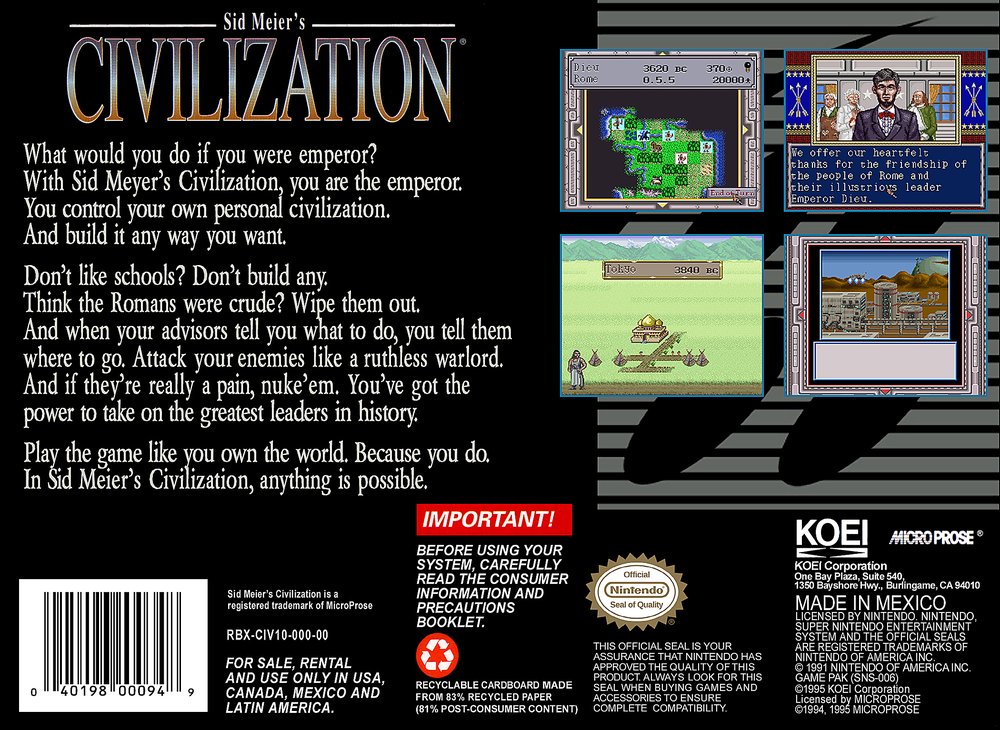 Sid Meier's
CIVILIZATION®
What would you do if you were emperor?
With Sid Meyer's Civilization, you are the emperor.
You control your own personal civilization.
And build it any way you want.
Don't like schools? Don't build any.
Think the Romans were crude? Wipe them out.
And when your advisors tell you what to do, you tell them
where to go. Attack your enemies like a ruthless warlord.
And if they're really a pain, nuke'em. You've got the
power to take on the greatest leaders in history.
Play the game like you own the world. Because you do.
In Sid Meier's Civilization, anything is possible.
Dieu 3620 BC 370
Rome 0.5.5 20000
End of Turn
We offer our heartfelt
thanks for the friendship of
the people of Rome and
their illustrious leader
Emperor Dieu.
Tokyo 3840 BC
0 40198 00094 9
Sid Meier's Civilization is a
registered trademark of MicroProse
RBX-CIV10-000-00
FOR SALE, RENTAL
AND USE ONLY IN USA,
CANADA, MEXICO AND
LATIN AMERICA.
IMPORTANT!
BEFORE USING YOUR
SYSTEM, CAREFULLY
READ THE CONSUMER
INFORMATION AND
PRECAUTIONS
BOOKLET.
RECYCLABLE CARDBOARD MADE
FROM 83% RECYCLED PAPER
(81% POST-CONSUMER CONTENT)
Official
Nintendo®
Seal of Quality
THIS OFFICIAL SEAL IS YOUR
ASSURANCE THAT NINTENDO HAS
APPROVED THE QUALITY OF THIS
PRODUCT. ALWAYS LOOK FOR THIS
SEAL WHEN BUYING GAMES AND
ACCESSORIES TO ENSURE
COMPLETE COMPATIBILITY.
KOEI MICROPROSE®
KOEI Corporation
One Bay Plaza, Suite 540,
1350 Bayshore Hwy., Burlingame, CA 94010
MADE IN MEXICO
LICENSED BY NINTENDO. NINTENDO,
SUPER NINTENDO ENTERTAINMENT
SYSTEM AND THE OFFICIAL SEALS
ARE REGISTERED TRADEMARKS OF
NINTENDO OF AMERICA INC.
© 1991 NINTENDO OF AMERICA INC.
GAME PAK (SNS-006)
©1995 KOEI Corporation
Licensed by MICROPROSE
©1994, 1995 MICROPROSE